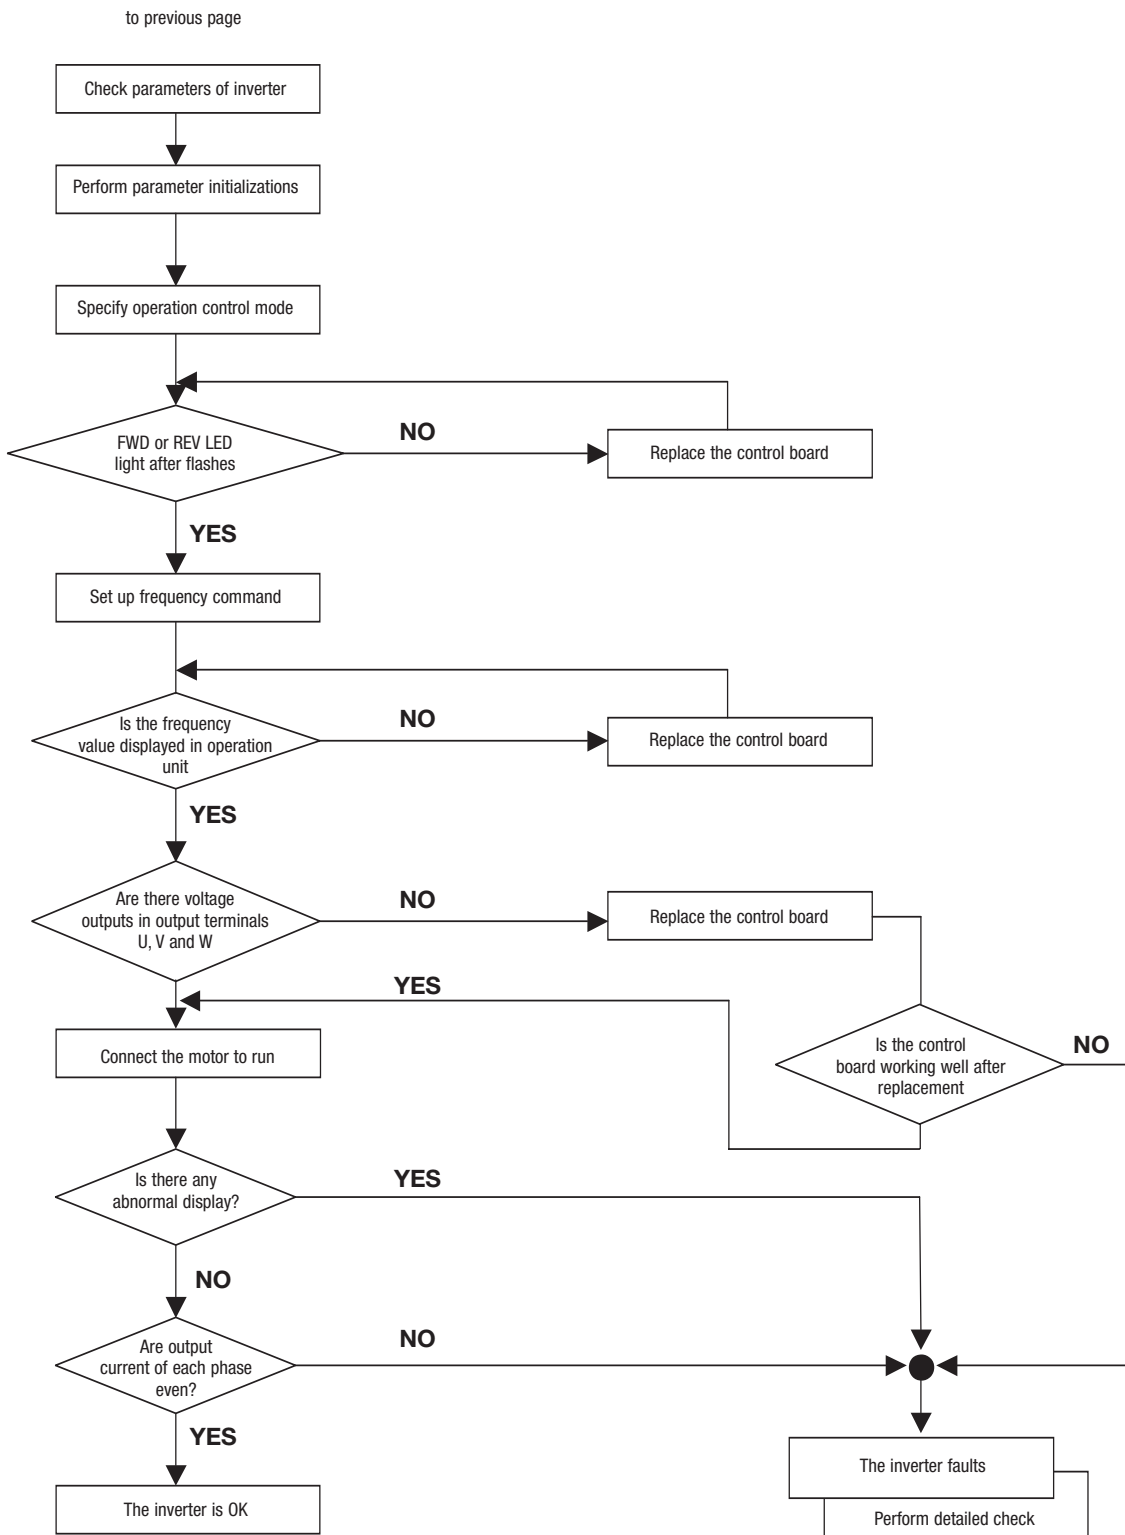 to previous page
Check parameters of inverter
Perform parameter initializations
Specify operation control mode
FWD or REV LED
light after flashes
NO
Replace the control board
YES
Set up frequency command
Is the frequency
value displayed in operation
unit
NO
Replace the control board
YES
Are there voltage
outputs in output terminals
U, V and W
NO
Replace the control board
YES
Connect the motor to run
Is the control
board working well after
replacement
NO
Is there any
abnormal display?
YES
NO
Are output
current of each phase
even?
NO
YES
The inverter faults
The inverter is OK
Perform detailed check